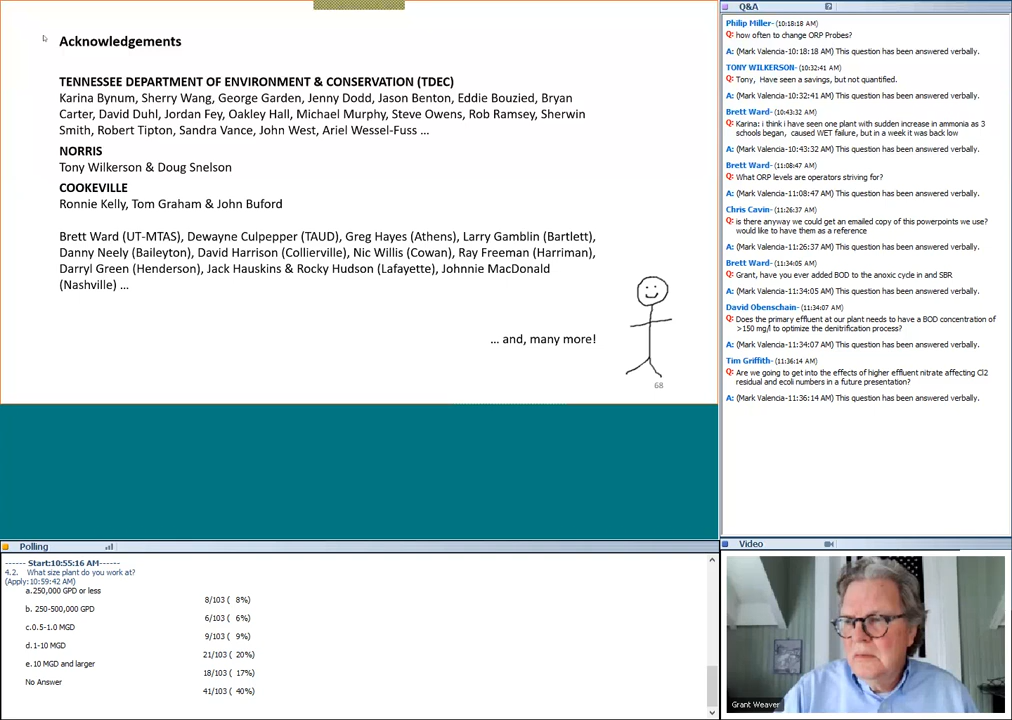 Acknowledgements
TENNESSEE DEPARTMENT OF ENVIRONMENT & CONSERVATION (TDEC)
Karina Bynum, Sherry Wang, George Garden, Jenny Dodd, Jason Benton, Eddie Bouzied, Bryan
Carter, David Duhl, Jordan Fey, Oakley Hall, Michael Murphy, Steve Owens, Rob Ramsey, Sherwin
Smith, Robert Tipton, Sandra Vance, John West, Ariel Wessel-Fuss …
NORRIS
Tony Wilkerson & Doug Snelson
COOKEVILLE
Ronnie Kelly, Tom Graham & John Buford
Brett Ward (UT-MTAS), Dewayne Culpepper (TAUD), Greg Hayes (Athens), Larry Gamblin (Bartlett),
Danny Neely (Baileyton), David Harrison (Collierville), Nic Willis (Cowan), Ray Freeman (Harriman),
Darryl Green (Henderson), Jack Hauskins & Rocky Hudson (Lafayette), Johnnie MacDonald
(Nashville) …
… and, many more!
68
Polling
------ Start:10:55:16 AM------
4.2. What size plant do you work at?
(Apply:10:59:42 AM)
a.250,000 GPD or less
8/103 ( 8%)
b. 250-500,000 GPD
6/103 ( 6%)
c.0.5-1.0 MGD
9/103 ( 9%)
d.1-10 MGD
21/103 ( 20%)
e.10 MGD and larger
18/103 ( 17%)
No Answer
41/103 ( 40%)
Q&A
Philip Miller- (10:18:18 AM)
Q: how often to change ORP Probes?
A: (Mark Valencia-10:18:18 AM) This question has been answered verbally.
TONY WILKERSON- (10:32:41 AM)
Q: Tony, Have seen a savings, but not quantified.
A: (Mark Valencia-10:32:41 AM) This question has been answered verbally.
Brett Ward- (10:43:32 AM)
Q: Karina: i think i have seen one plant with sudden increase in ammonia as 3
schools began, caused WET failure, but in a week it was back low
A: (Mark Valencia-10:43:32 AM) This question has been answered verbally.
Brett Ward- (11:08:47 AM)
Q: What ORP levels are operators striving for?
A: (Mark Valencia-11:08:47 AM) This question has been answered verbally.
Chris Cavin- (11:26:37 AM)
Q: is there anyway we could get an emailed copy of this powerpoints we use?
would like to have them as a reference
A: (Mark Valencia-11:26:37 AM) This question has been answered verbally.
Brett Ward- (11:34:05 AM)
Q: Grant, have you ever added BOD to the anoxic cycle in and SBR
A: (Mark Valencia-11:34:05 AM) This question has been answered verbally.
David Obenschain- (11:34:07 AM)
Q: Does the primary effluent at our plant needs to have a BOD concentration of
>150 mg/l to optimize the denitrification process?
A: (Mark Valencia-11:34:07 AM) This question has been answered verbally.
Tim Griffith- (11:36:14 AM)
Q: Are we going to get into the effects of higher effluent nitrate affecting Cl2
residual and ecoli numbers in a future presentation?
A: (Mark Valencia-11:36:14 AM) This question has been answered verbally.
Video
Grant Weaver